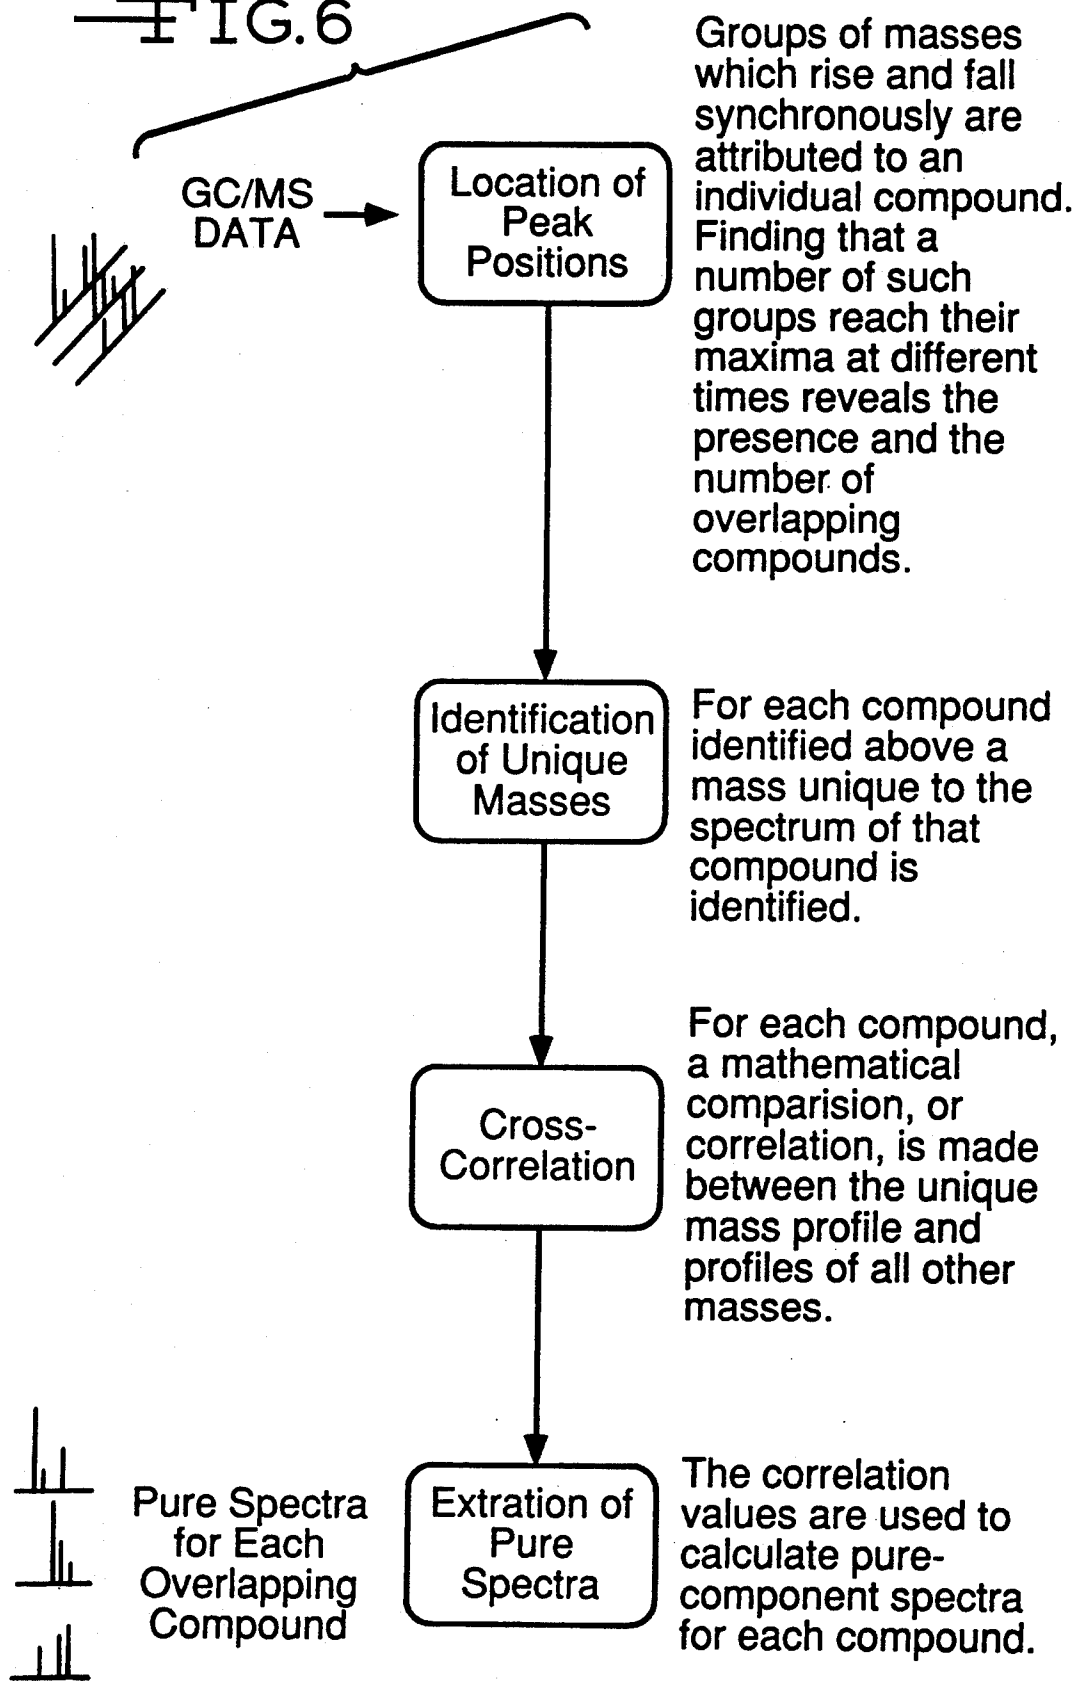 FIG.6
GC/MS
DATA
Location of
Peak
Positions
Groups of masses
which rise and fall
synchronously are
attributed to an
individual compound.
Finding that a
number of such
groups reach their
maxima at different
times reveals the
presence and the
number of
overlapping
compounds.
Identification
of Unique
Masses
For each compound
identified above a
mass unique to the
spectrum of that
compound is
identified.
Cross-
Correlation
For each compound,
a mathematical
comparision, or
correlation, is made
between the unique
mass profile and
profiles of all other
masses.
Pure Spectra
for Each
Overlapping
Compound
Extration of
Pure
Spectra
The correlation
values are used to
calculate pure-
component spectra
for each compound.